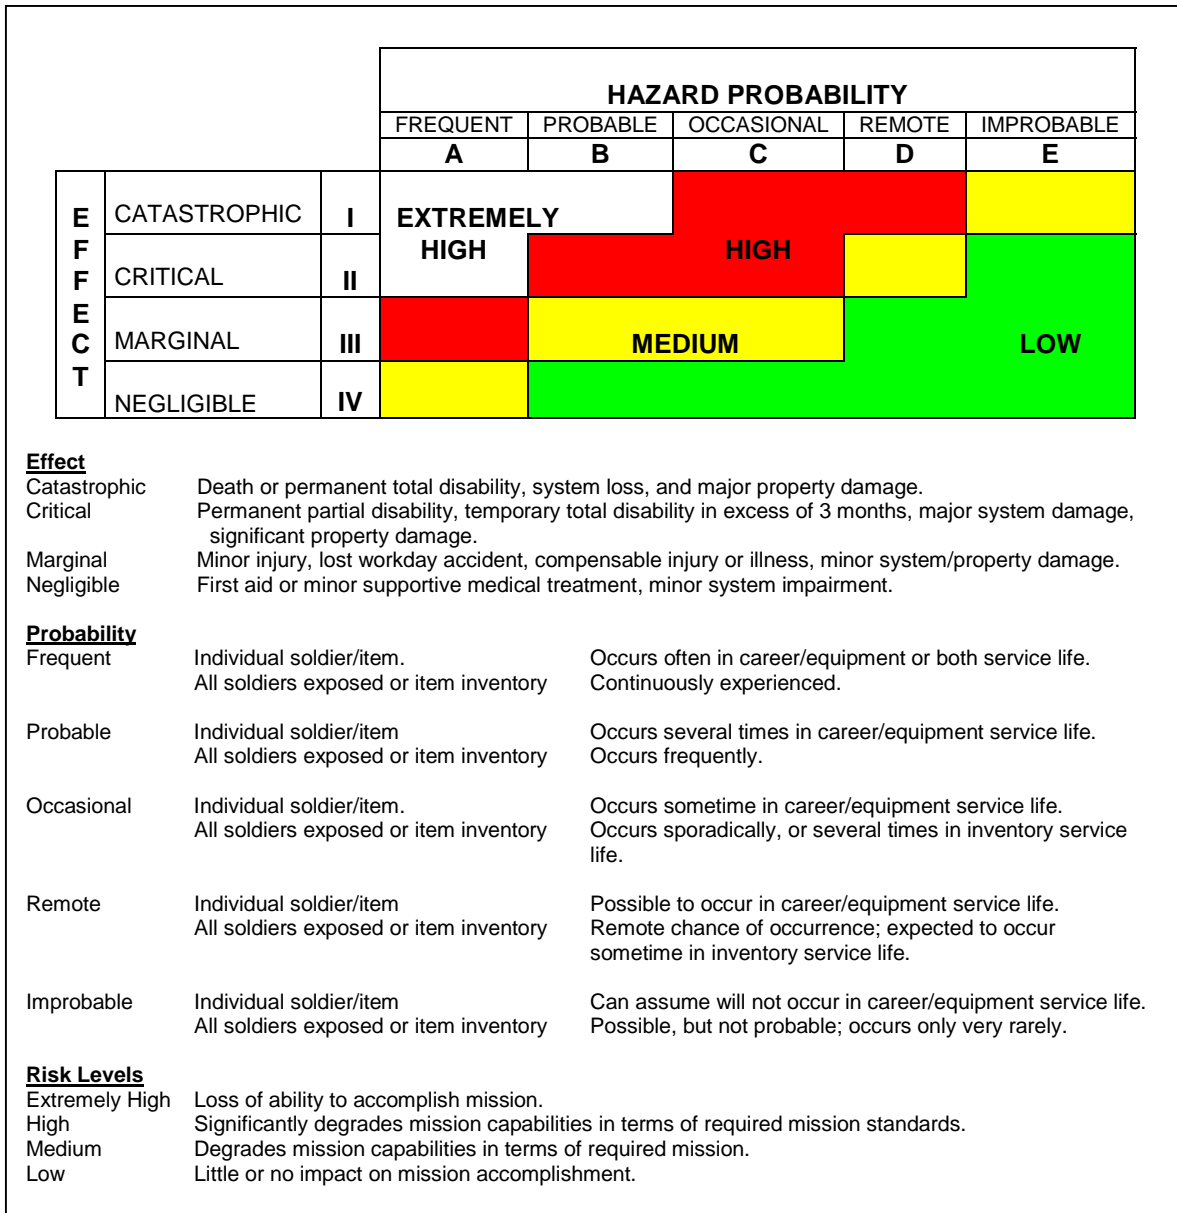 HAZARD PROBABILITY
FREQUENT PROBABLE OCCASIONAL REMOTE IMPROBABLE
A B C D E
EFFECT
CATASTROPHIC I EXTREMELY
HIGH HIGH
CRITICAL II
MARGINAL III MEDIUM LOW
NEGLIGIBLE IV
Effect
Catastrophic Death or permanent total disability, system loss, and major property damage.
Critical Permanent partial disability, temporary total disability in excess of 3 months, major system damage,
significant property damage.
Marginal Minor injury, lost workday accident, compensable injury or illness, minor system/property damage.
Negligible First aid or minor supportive medical treatment, minor system impairment.
Probability
Frequent Individual soldier/item. Occurs often in career/equipment or both service life.
All soldiers exposed or item inventory Continuously experienced.
Probable Individual soldier/item Occurs several times in career/equipment service life.
All soldiers exposed or item inventory Occurs frequently.
Occasional Individual soldier/item. Occurs sometime in career/equipment service life.
All soldiers exposed or item inventory Occurs sporadically, or several times in inventory service
life.
Remote Individual soldier/item Possible to occur in career/equipment service life.
All soldiers exposed or item inventory Remote chance of occurrence; expected to occur
sometime in inventory service life.
Improbable Individual soldier/item Can assume will not occur in career/equipment service life.
All soldiers exposed or item inventory Possible, but not probable; occurs only very rarely.
Risk Levels
Extremely High Loss of ability to accomplish mission.
High Significantly degrades mission capabilities in terms of required mission standards.
Medium Degrades mission capabilities in terms of required mission.
Low Little or no impact on mission accomplishment.